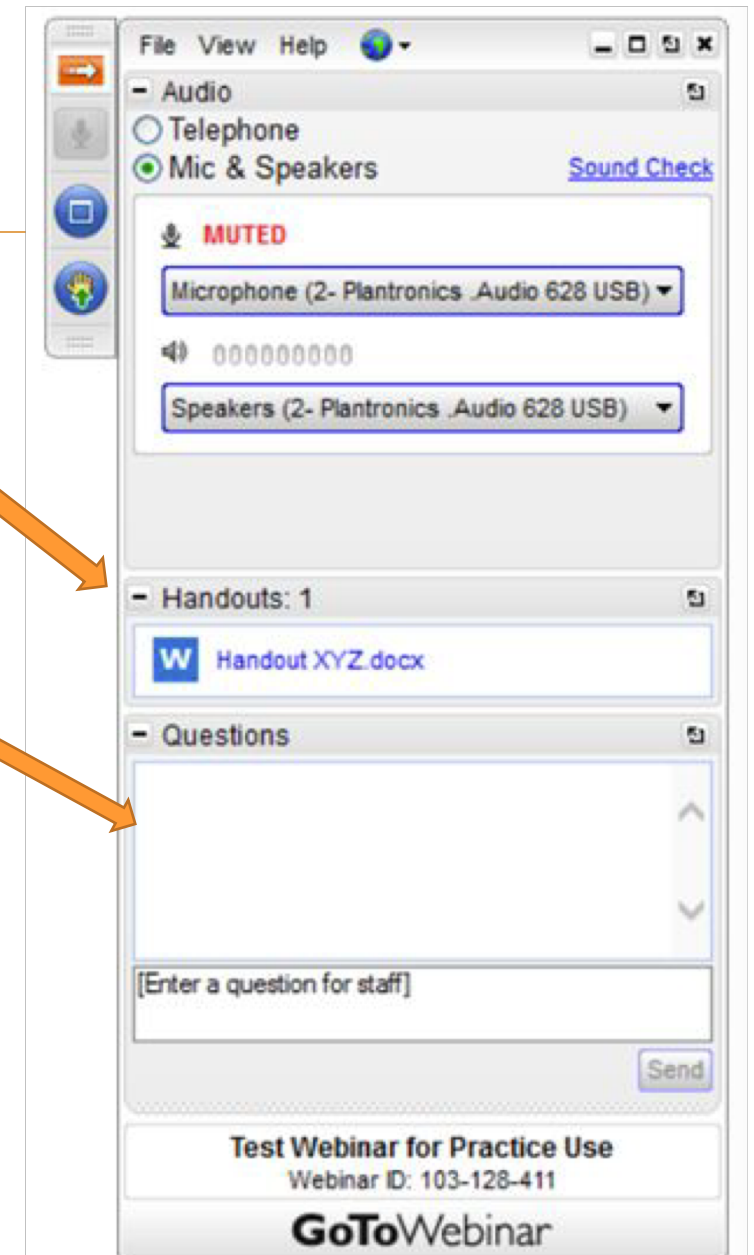 File View Help
Audio
Telephone
Mic & Speakers Sound Check
MUTED
Microphone (2- Plantronics .Audio 628 USB)
000000000
Speakers (2- Plantronics .Audio 628 USB)
Handouts: 1
W Handout XYZ.docx
Questions
[Enter a question for staff]
Send
Test Webinar for Practice Use
Webinar ID: 103-128-411
GoToWebinar